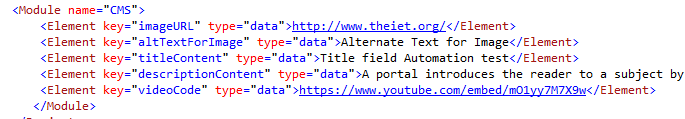 <Module name="CMS">
<Element key="imageURL" type="data">http://www.theiet.org/</Element>
<Element key="altTextForImage" type="data">Alternate Text for Image</Element>
<Element key="titleContent" type="data">Title field Automation test</Element>
<Element key="descriptionContent" type="data">A portal introduces the reader to a subject by
<Element key="videoCode" type="data">https://www.youtube.com/embed/mO1yy7M7X9w</Element>
</Module>